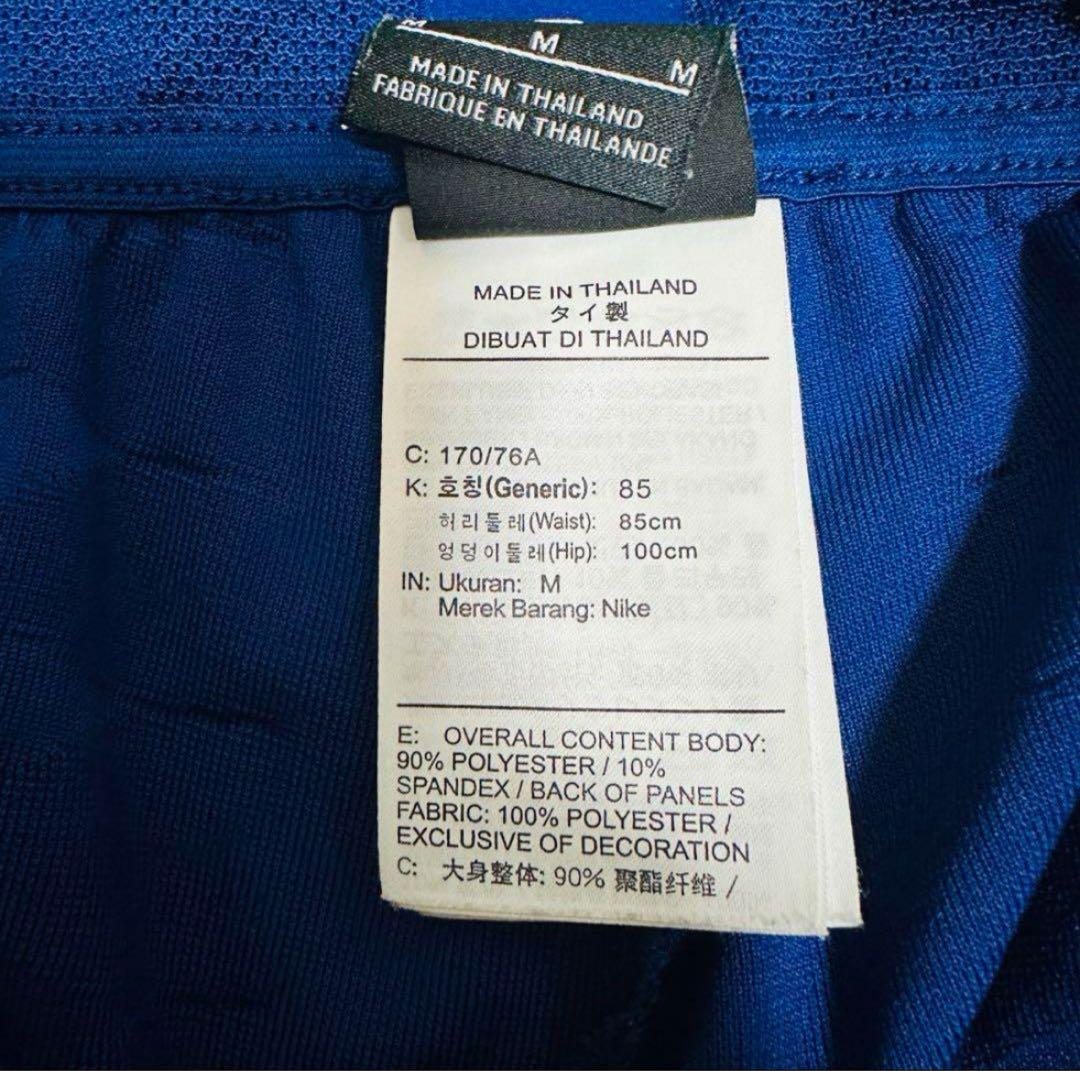 M
M
M
MADE IN THAILAND
FABRIQUE EN THAILANDE
MADE IN THAILAND
タイ製
DIBUAT DI THAILAND
C: 170/76A
K: 호칭(Generic): 85
허리둘레(Waist): 85cm
엉덩이둘레(Hip): 100cm
IN: Ukuran: M
Merek Barang: Nike
E: OVERALL CONTENT BODY:
90% POLYESTER / 10%
SPANDEX / BACK OF PANELS
FABRIC: 100% POLYESTER /
EXCLUSIVE OF DECORATION
C: 大身整体: 90% 聚酯纤维 /